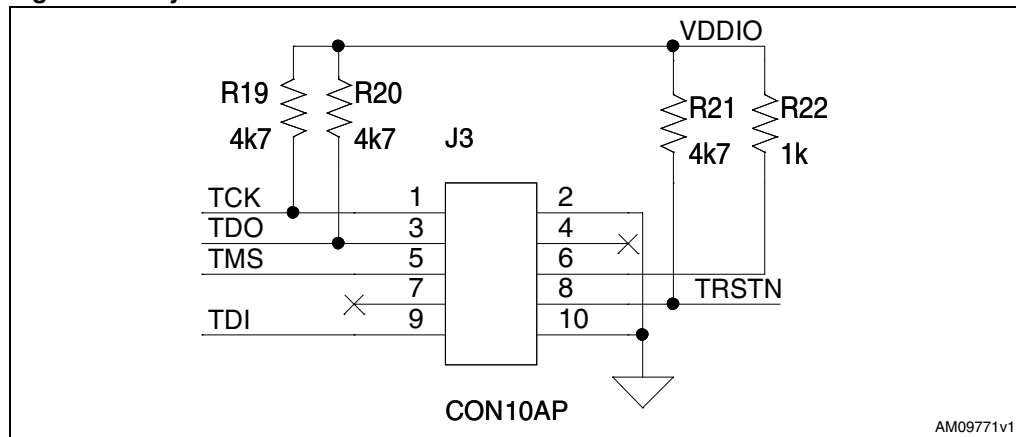 VDDIO
R19 R20 R21 R22
4k7 4k7 4k7 1k
J3
TCK 1 2
TDO 3 4
TMS 5 6
7 8 TRSTN
TDI 9 10
CON10AP
AM09771v1